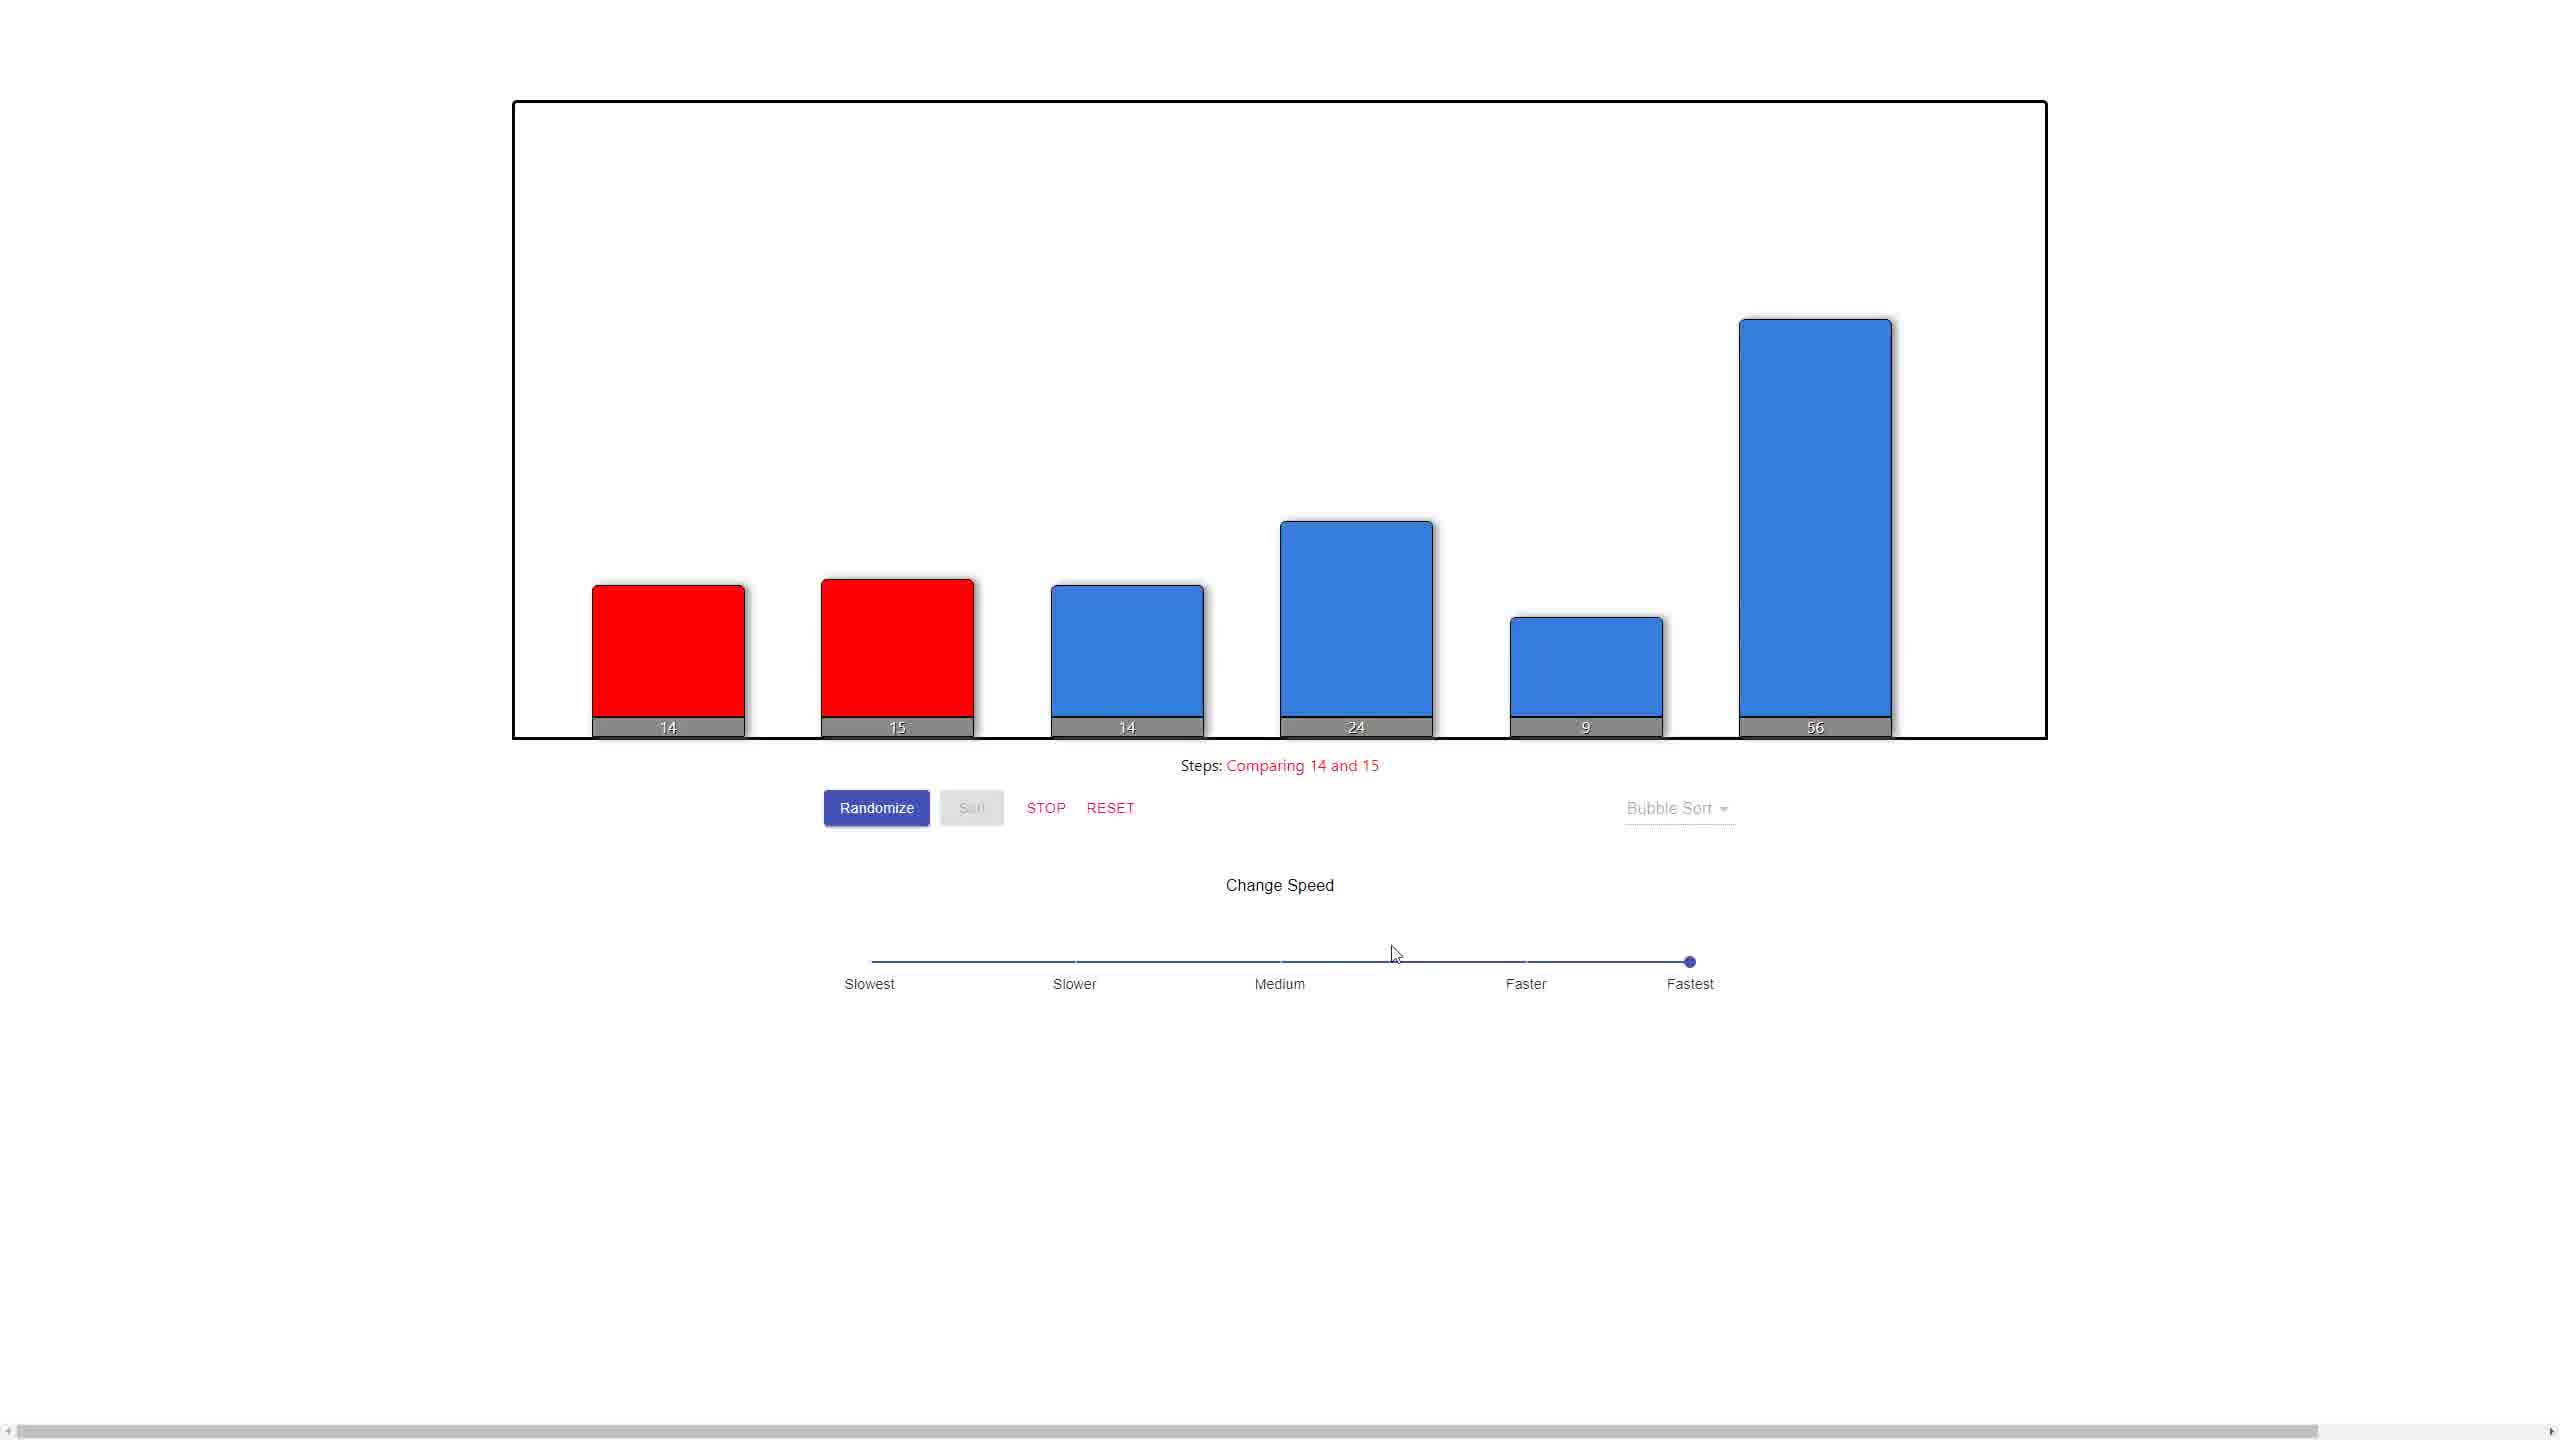 14 15 14 24 9 56
Steps: Comparing 14 and 15
Randomize Sort STOP RESET Bubble Sort
Change Speed
Slowest Slower Medium Faster Fastest